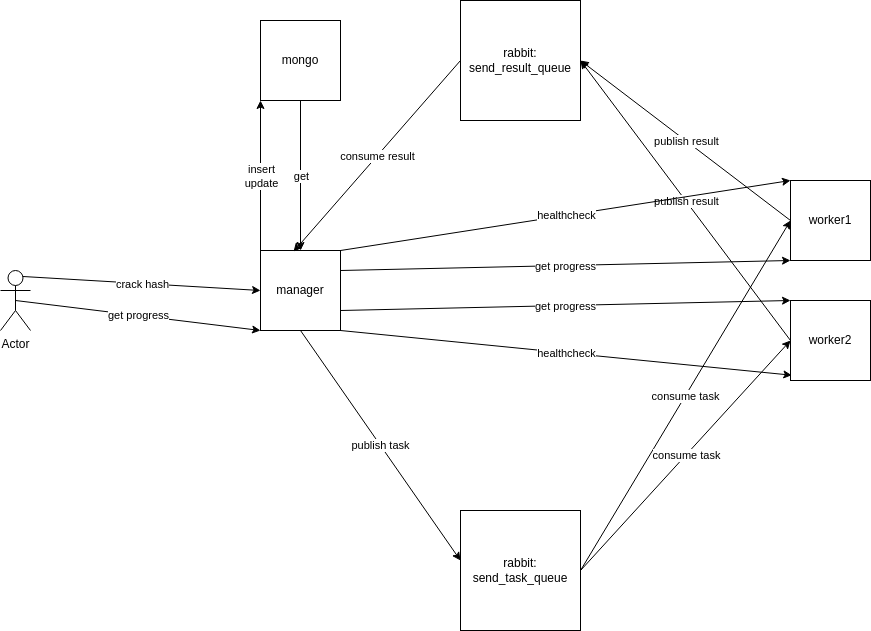 mongo
rabbit:
send_result_queue
publish result
consume result
insert
update
get
publish result
healthcheck
worker1
get progress
crack hash
manager
get progress
get progress
Actor
healthcheck
worker2
consume task
publish task
consume task
rabbit:
send_task_queue